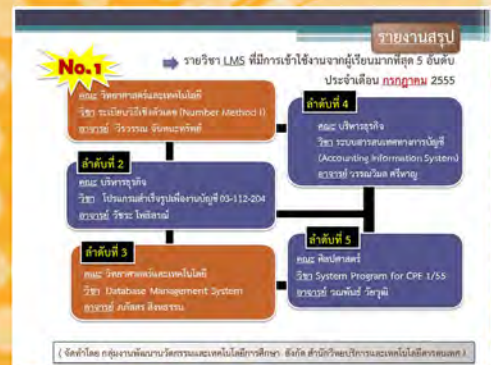 รายงานสรุป
รายวิชา LMS ที่มีการเข้าใช้งานจากผู้เรียนมากที่สุด 5 อันดับ
ประจำเดือน กรกฎาคม 2555
No.1
คณะ วิทยาศาสตร์และเทคโนโลยี
วิชา ระเบียบวิธีเชิงตัวเลข (Number Method I)
อาจารย์ วีรวรรณ จันทนะทรัพย์
ลำดับที่ 2
คณะ บริหารธุรกิจ
วิชา โปรแกรมสำเร็จรูปเพื่องานบัญชี 03-112-204
อาจารย์ วัชระ โพธิสรณ์
ลำดับที่ 3
คณะ วิทยาศาสตร์และเทคโนโลยี
วิชา Database Management System
อาจารย์ ภภัสสร สิงหธรรม
ลำดับที่ 4
คณะ บริหารธุรกิจ
วิชา ระบบสารสนเทศทางการบัญชี
(Accounting Information System)
อาจารย์ วรรณวิมล ศรีหาญ
ลำดับที่ 5
คณะ ศิลปศาสตร์
วิชา System Program for CPE 1/55
อาจารย์ วณพันธ์ วัยวุฒิ
( จัดทำโดย กลุ่มงานพัฒนานวัตกรรมและเทคโนโลยีการศึกษา สังกัด สำนักวิทยบริการและเทคโนโลยีสารสนเทศ )